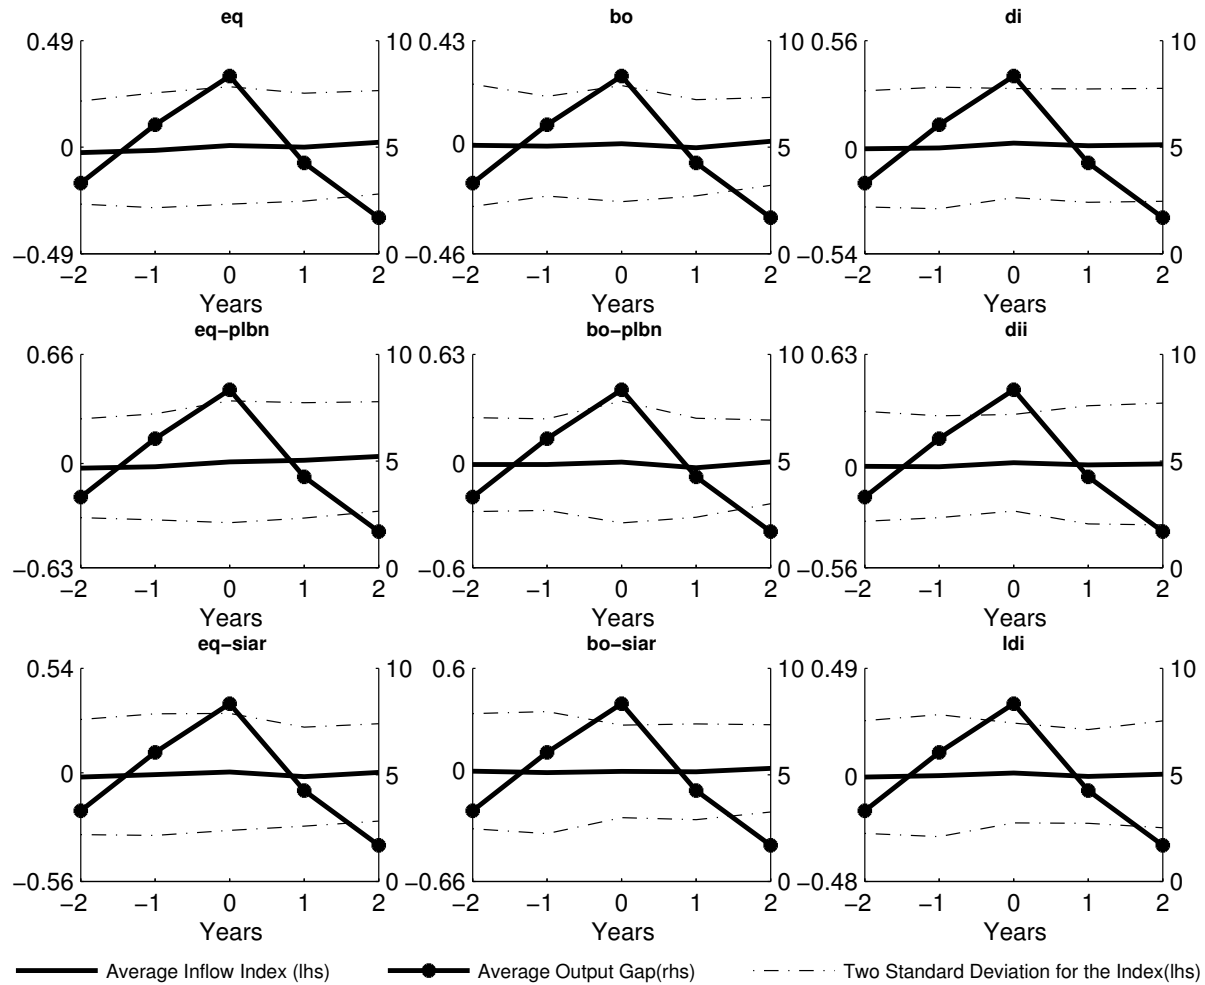 eq
bo
di
0.49
0
−0.49
10
5
0
−2 −1 0 1 2
Years
0.43
0
−0.46
10
5
0
−2 −1 0 1 2
Years
0.56
0
−0.54
10
5
0
−2 −1 0 1 2
Years
eq−plbn
bo−plbn
dii
0.66
0
−0.63
10
5
0
−2 −1 0 1 2
Years
0.63
0
−0.6
10
5
0
−2 −1 0 1 2
Years
0.63
0
−0.56
10
5
0
−2 −1 0 1 2
Years
eq−siar
bo−siar
ldi
0.54
0
−0.56
10
5
0
−2 −1 0 1 2
Years
0.6
0
−0.66
10
5
0
−2 −1 0 1 2
Years
0.49
0
−0.48
10
5
0
−2 −1 0 1 2
Years
Average Inflow Index (lhs)
Average Output Gap(rhs)
Two Standard Deviation for the Index(lhs)